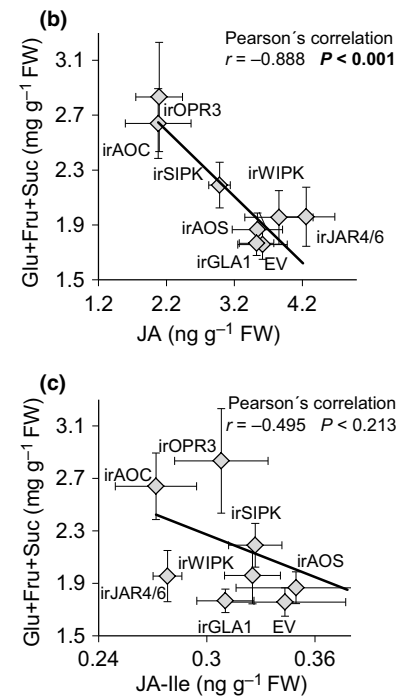 (b)
Pearson´s correlation
r = –0.888 P < 0.001
Glu+Fru+Suc (mg g–1 FW)
3.1
2.7
2.3
1.9
1.5
irOPR3
irAOC
irSIPK
irWIPK
irAOS
irJAR4/6
irGLA1
EV
1.2 2.2 3.2 4.2
JA (ng g–1 FW)
(c)
Pearson´s correlation
r = –0.495 P < 0.213
Glu+Fru+Suc (mg g–1 FW)
3.1
2.7
2.3
1.9
1.5
irOPR3
irAOC
irSIPK
irWIPK
irAOS
irJAR4/6
irGLA1
EV
0.24 0.3 0.36
JA-Ile (ng g–1 FW)